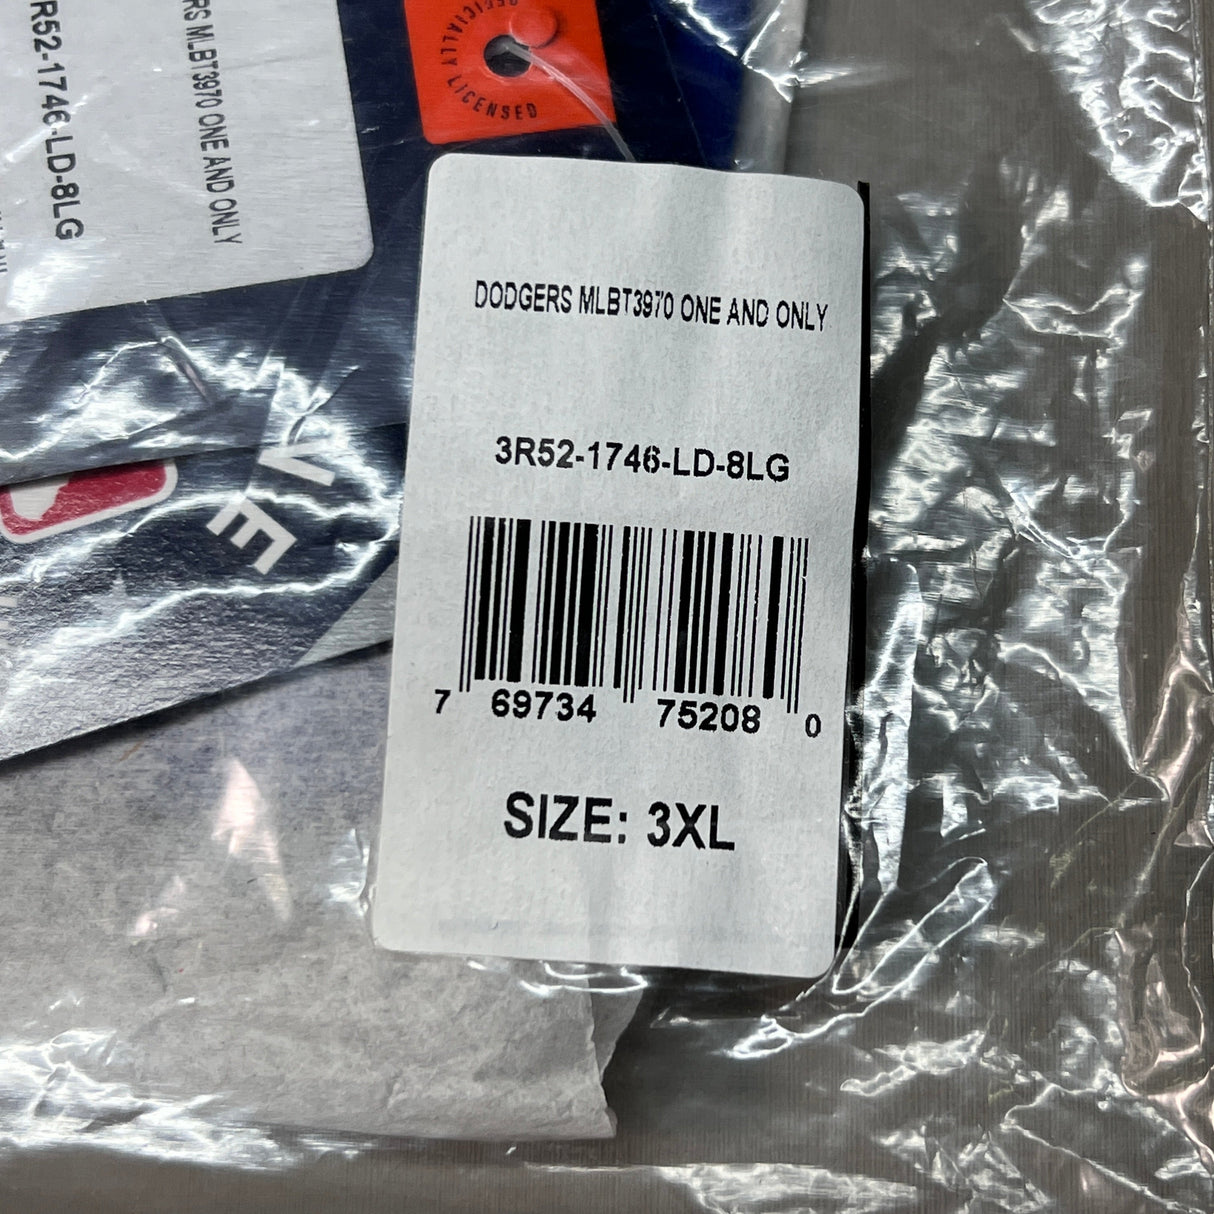 OFFICIALLY LICENSED
RS MLBT3970 ONE AND ONLY
R52-1746-LD-8LG
DODGERS MLBT3970 ONE AND ONLY
3R52-1746-LD-8LG
7 69734 75208 0
SIZE: 3XL
VE